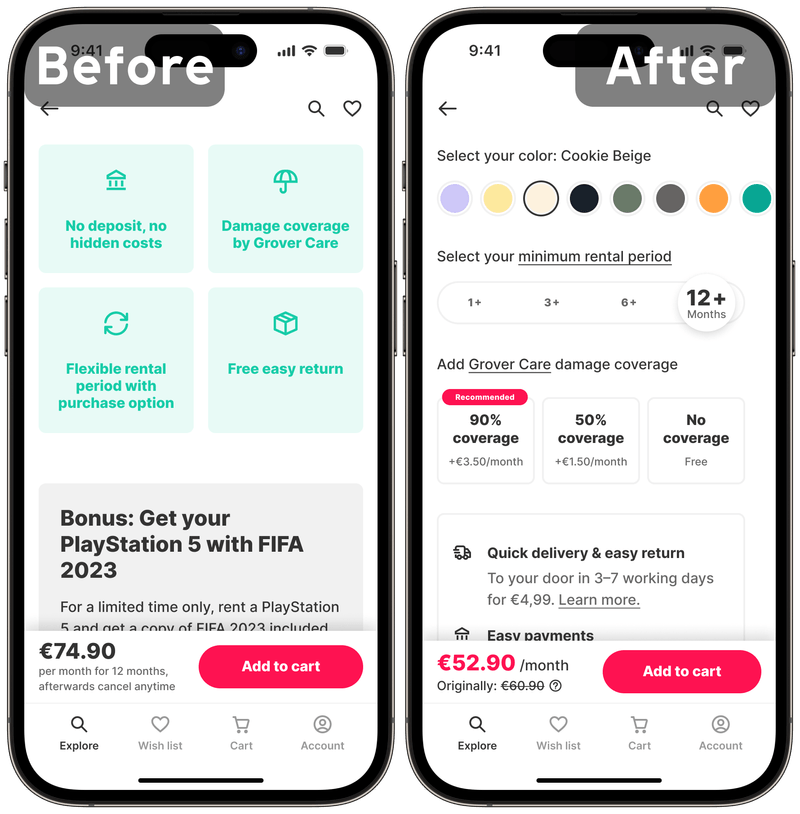 Before
9:41
No deposit, no
hidden costs
Damage coverage
by Grover Care
Flexible rental
period with
purchase option
Free easy return
Bonus: Get your
PlayStation 5 with FIFA
2023
For a limited time only, rent a PlayStation
5 and get a copy of FIFA 2023 included
€74.90
per month for 12 months,
afterwards cancel anytime
Add to cart
Explore
Wish list
Cart
Account
After
9:41
Select your color: Cookie Beige
Select your minimum rental period
1+
3+
6+
12+
Months
Add Grover Care damage coverage
Recommended
90%
coverage
+€3.50/month
50%
coverage
+€1.50/month
No
coverage
Free
Quick delivery & easy return
To your door in 3–7 working days
for €4,99. Learn more.
Easy payments
€52.90 /month
Originally: €60.90
Add to cart
Explore
Wish list
Cart
Account